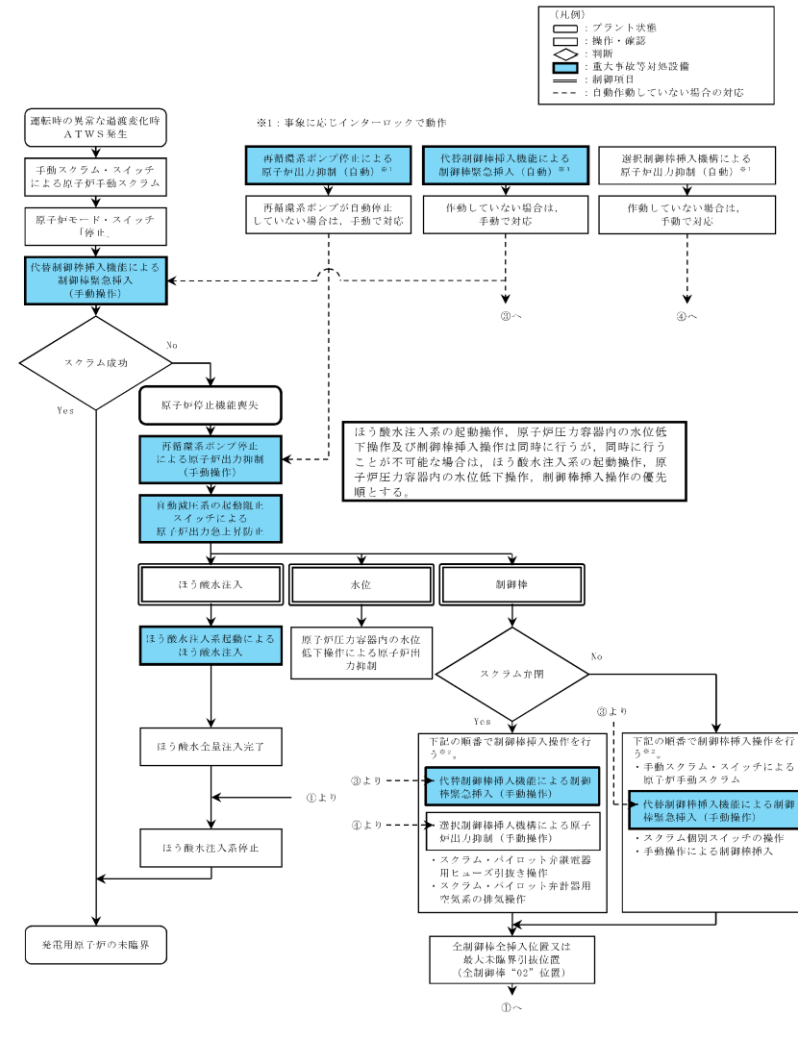 (凡例)
：プラント状態
：操作・確認
：判断
：重大事故等対処設備
：制御項目
：自動作動していない場合の対応
※1：事象に応じインターロックで動作
運転時の異常な過渡変化時
ＡＴＷＳ発生
手動スクラム・スイッチ
による原子炉手動スクラム
原子炉モード・スイッチ
「停止」
代替制御棒挿入機能による
制御棒緊急挿入
(手動操作)
再循環系ポンプ停止による
原子炉出力抑制（自動）※1
再循環系ポンプが自動停止
していない場合は，手動で対応
代替制御棒挿入機能による
制御棒緊急挿入（自動）※1
作動していない場合は，
手動で対応
選択制御棒挿入機構による
原子炉出力抑制（自動）※1
作動していない場合は，
手動で対応
③へ
④へ
スクラム成功
No
Yes
原子炉停止機能喪失
再循環系ポンプ停止
による原子炉出力抑制
(手動操作)
自動減圧系の起動阻止
スイッチによる
原子炉出力急上昇防止
ほう酸水注入系の起動操作，原子炉圧力容器内の水位低
下操作及び制御棒挿入操作は同時に行うが，同時に行う
ことが不可能な場合は，ほう酸水注入系の起動操作，原
子炉圧力容器内の水位低下操作，制御棒挿入操作の優先
順とする。
ほう酸水注入
水位
制御棒
ほう酸水注入系起動による
ほう酸水注入
原子炉圧力容器内の水位
低下操作による原子炉出
力抑制
スクラム弁閉
No
Yes
ほう酸水全量注入完了
①より
ほう酸水注入系停止
発電用原子炉の未臨界
下記の順番で制御棒挿入操作を行
う※2。
③より
代替制御棒挿入機能による制御
棒緊急挿入（手動操作）
④より
選択制御棒挿入機構による原子
炉出力抑制（手動操作）
・スクラム・パイロット弁継電器
用ヒューズ引抜き操作
・スクラム・パイロット弁計器用
空気系の排気操作
③より
下記の順番で制御棒挿入操作を行
う※2。
・手動スクラム・スイッチによる
原子炉手動スクラム
代替制御棒挿入機能による制御
棒緊急挿入（手動操作）
・スクラム個別スイッチの操作
・手動操作による制御棒挿入
全制御棒全挿入位置又は
最大未臨界引抜位置
(全制御棒“02”位置)
①へ